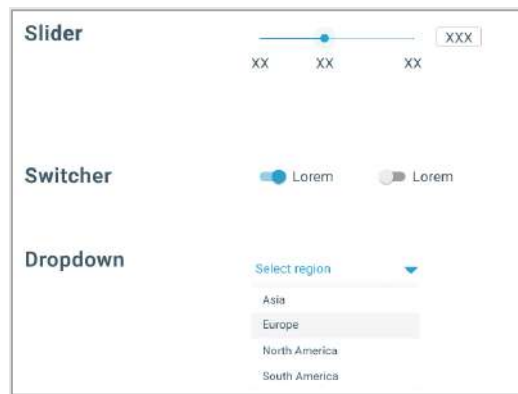 Slider
XXX
XX XX XX
Switcher
Lorem Lorem
Dropdown
Select region
Asia
Europe
North America
South America